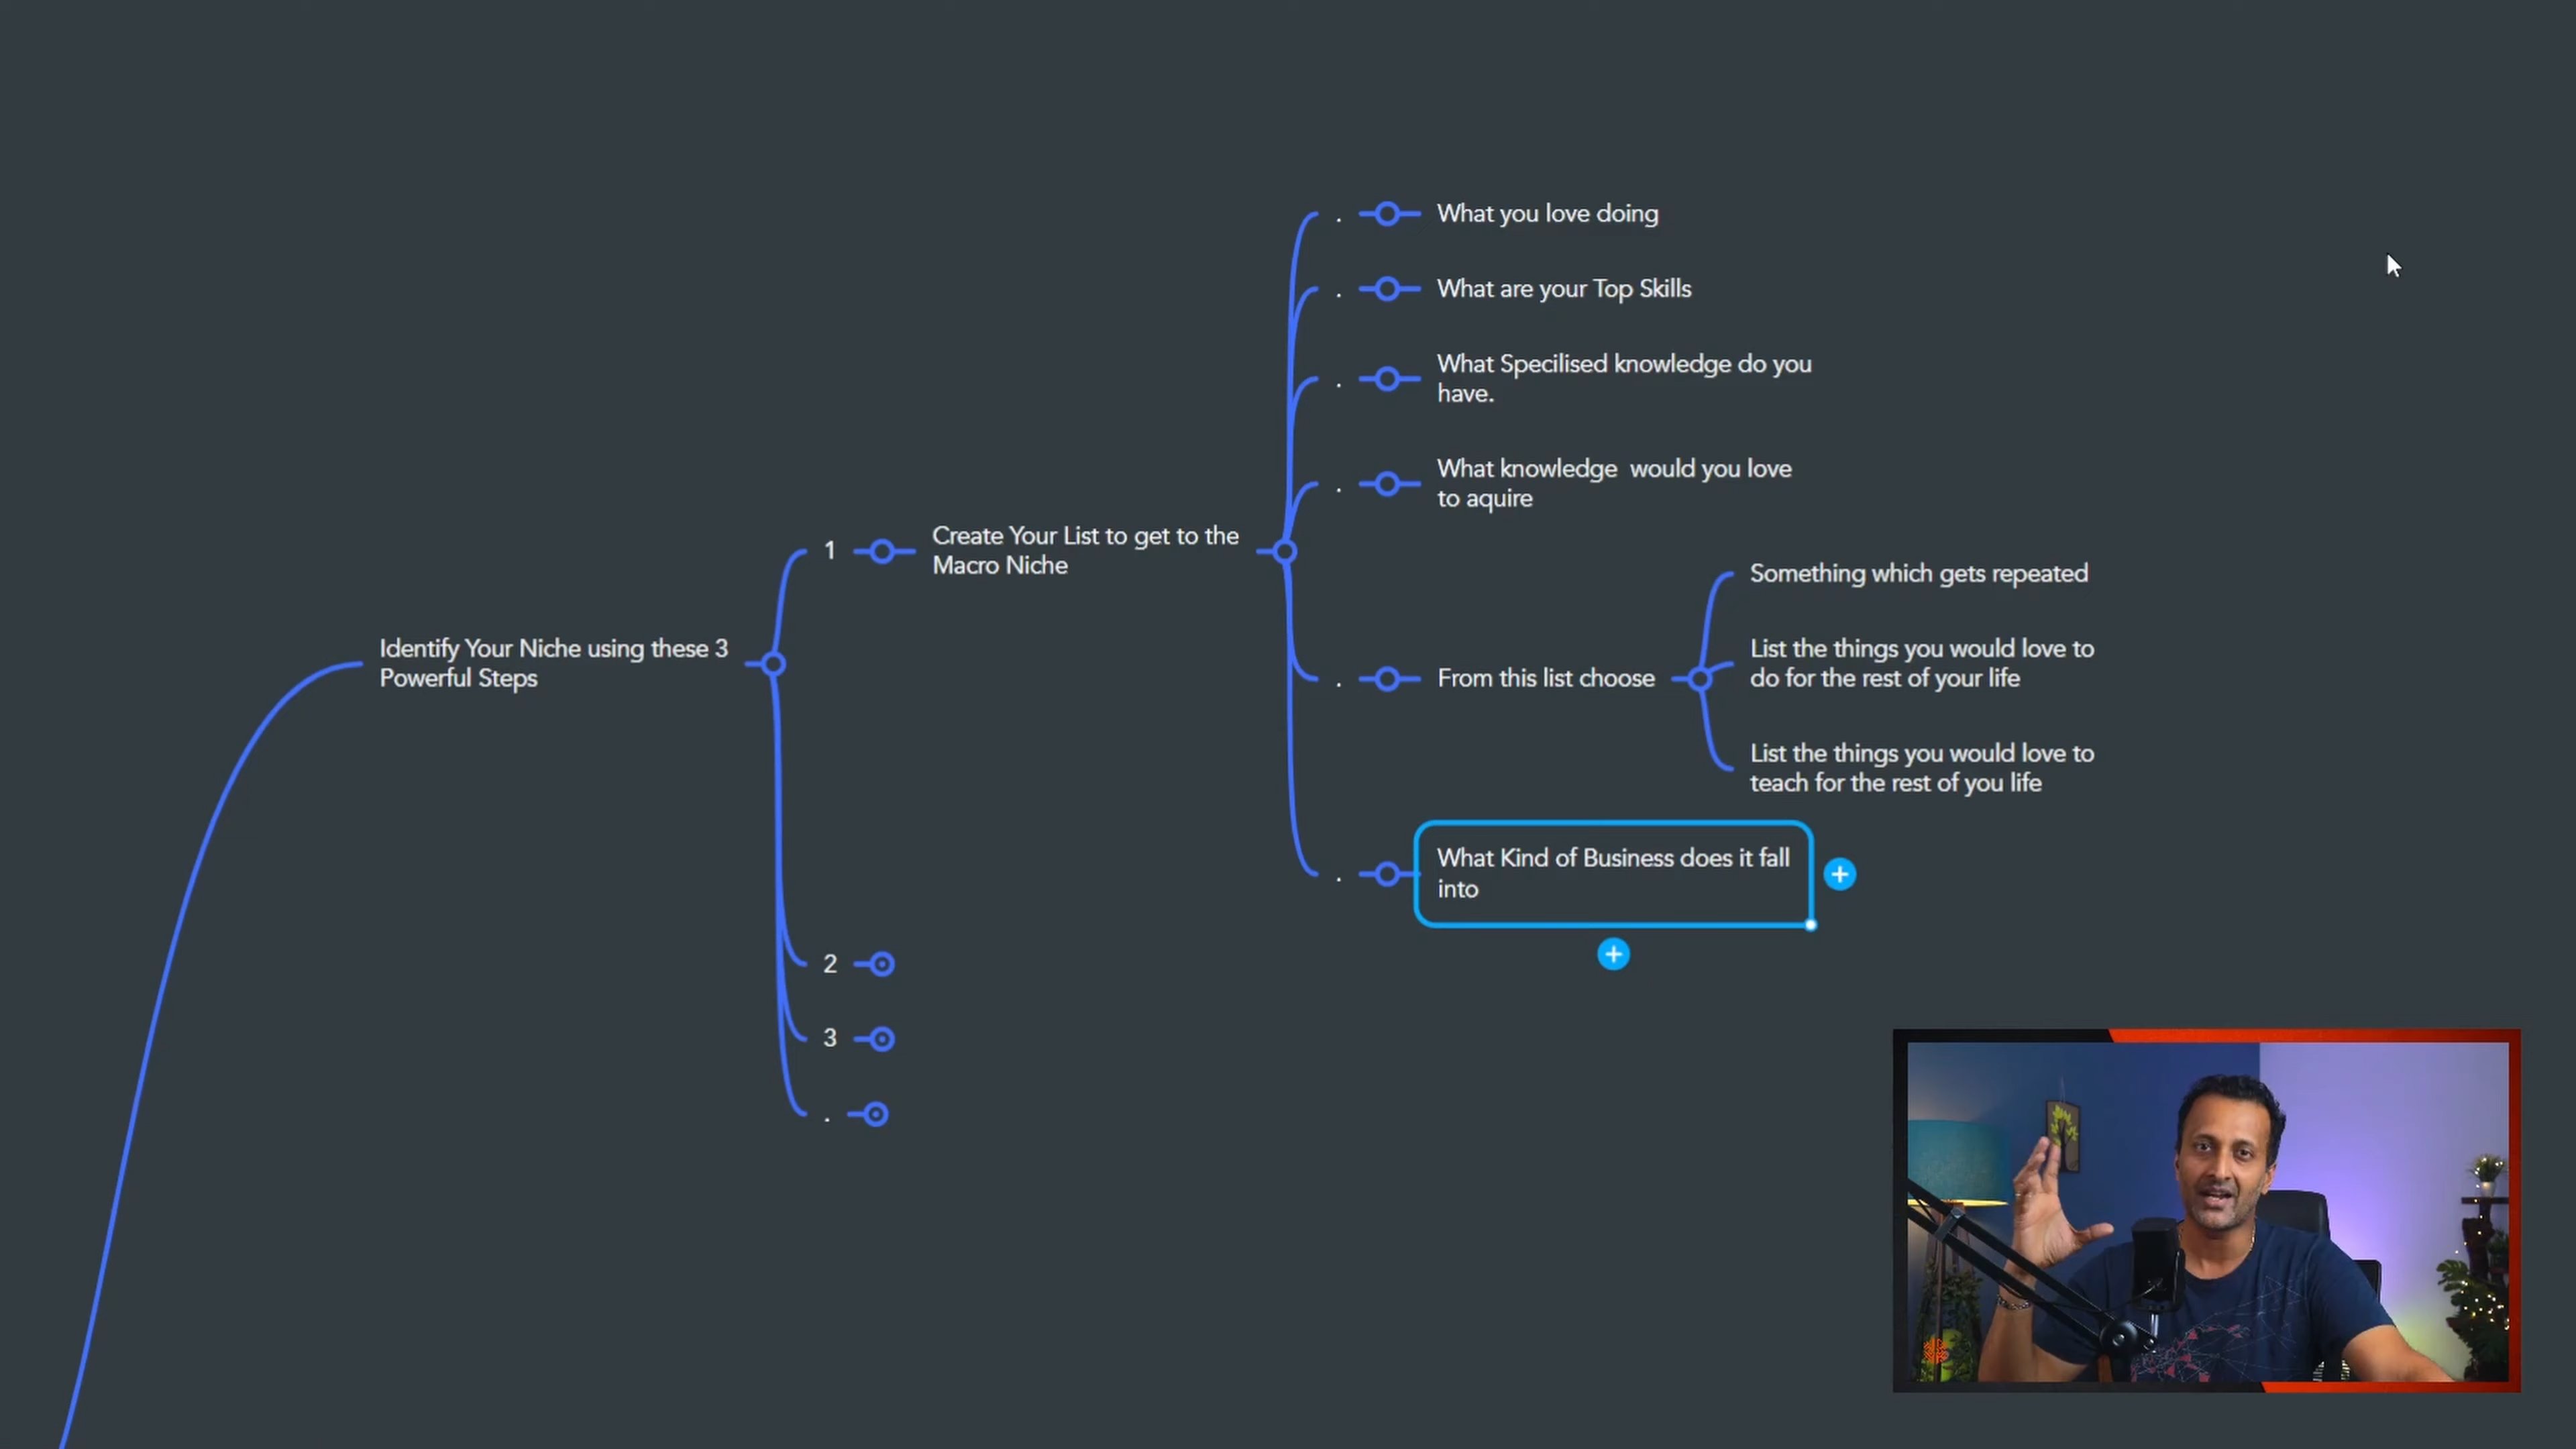 What you love doing
.
What are your Top Skills
.
What Specilised knowledge do you
have.
.
What knowledge  would you love
to aquire
.
1
Create Your List to get to the
Macro Niche
Something which gets repeated
Identify Your Niche using these 3
Powerful Steps
List the things you would love to
do for the rest of your life
.
From this list choose
List the things you would love to
teach for the rest of you life
.
What Kind of Business does it fall
into
2
3
.